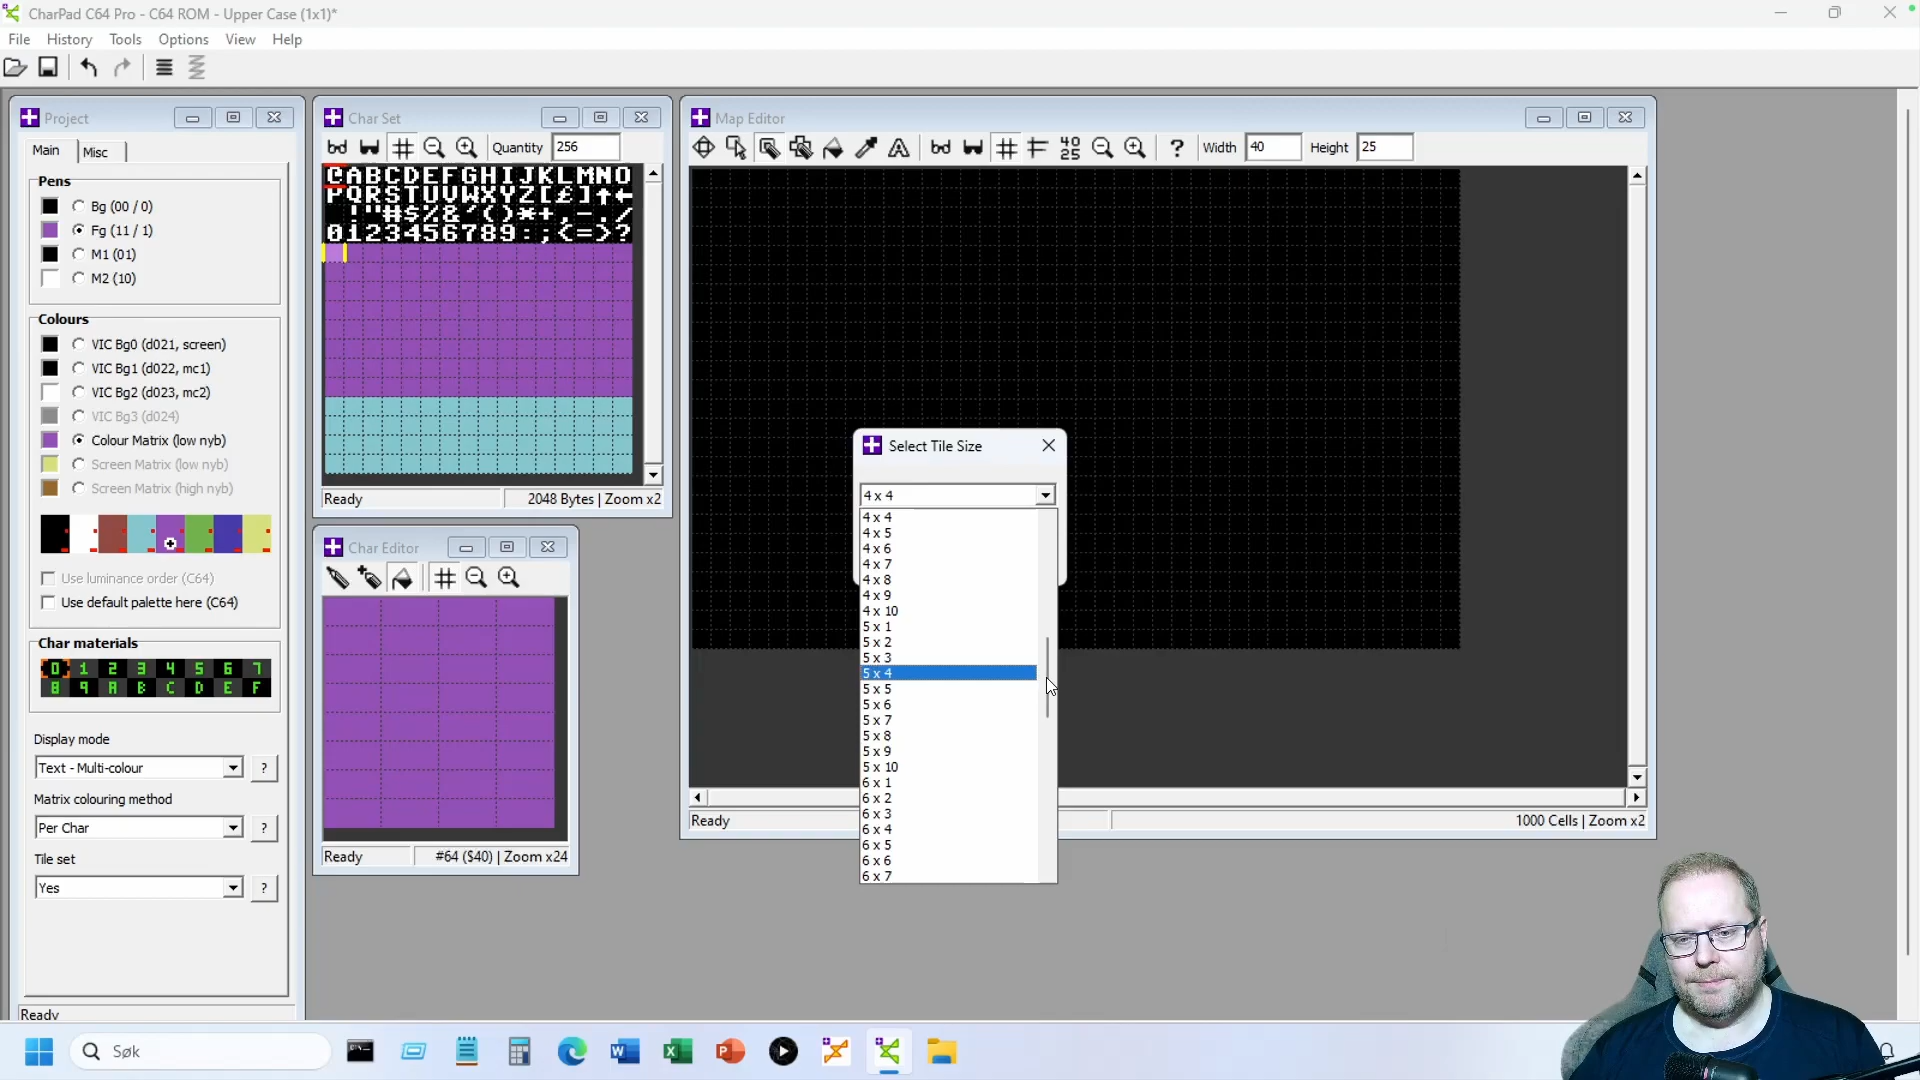 CharPad C64 Pro - C64 ROM - Upper Case (1x1)*
File History Tools Options View Help
Project
Main Misc
Pens
Bg (00 / 0)
Fg (11 / 1)
M1 (01)
M2 (10)
Colours
VIC Bg0 (d021, screen)
VIC Bg1 (d022, mc1)
VIC Bg2 (d023, mc2)
VIC Bg3 (d024)
Colour Matrix (low nyb)
Screen Matrix (low nyb)
Screen Matrix (high nyb)
Use luminance order (C64)
Use default palette here (C64)
Char materials
0 1 2 3 4 5 6 7
8 9 A B C D E F
Display mode
Text - Multi-colour ?
Matrix colouring method
Per Char ?
Tile set
Yes ?
Ready
Char Set
Quantity 256
@ABCDEFGHIJKLMNO
PQRSTUVWXYZ[£]↑←
!"#$%&'()*+,-./
0123456789:;<=>?
Ready 2048 Bytes | Zoom x2
Char Editor
Ready #64 ($40) | Zoom x24
Map Editor
40
25
? Width 40 Height 25
Select Tile Size
4 x 4
4 x 4
4 x 5
4 x 6
4 x 7
4 x 8
4 x 9
4 x 10
5 x 1
5 x 2
5 x 3
5 x 4
5 x 5
5 x 6
5 x 7
5 x 8
5 x 9
5 x 10
6 x 1
6 x 2
6 x 3
6 x 4
6 x 5
6 x 6
6 x 7
Ready 1000 Cells | Zoom x2
Søk